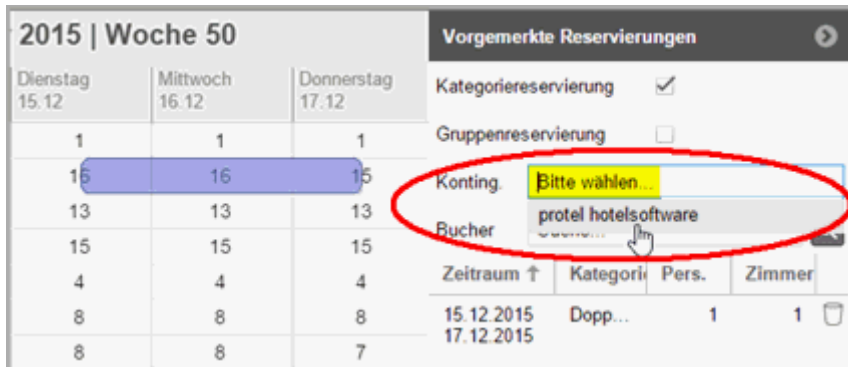 2015 | Woche 50
Dienstag 15.12 Mittwoch 16.12 Donnerstag 17.12
1 1 1
16 16 15
13 13 13
15 15 15
4 4 4
8 8 8
8 8 7
Vorgemerkte Reservierungen
Kategoriereservierung
Gruppenreservierung
Konting. Bitte wählen...
protel hotelsoftware
Bucher
Zeitraum Kategori Pers. Zimmer
15.12.2015 Dopp... 1 1
17.12.2015